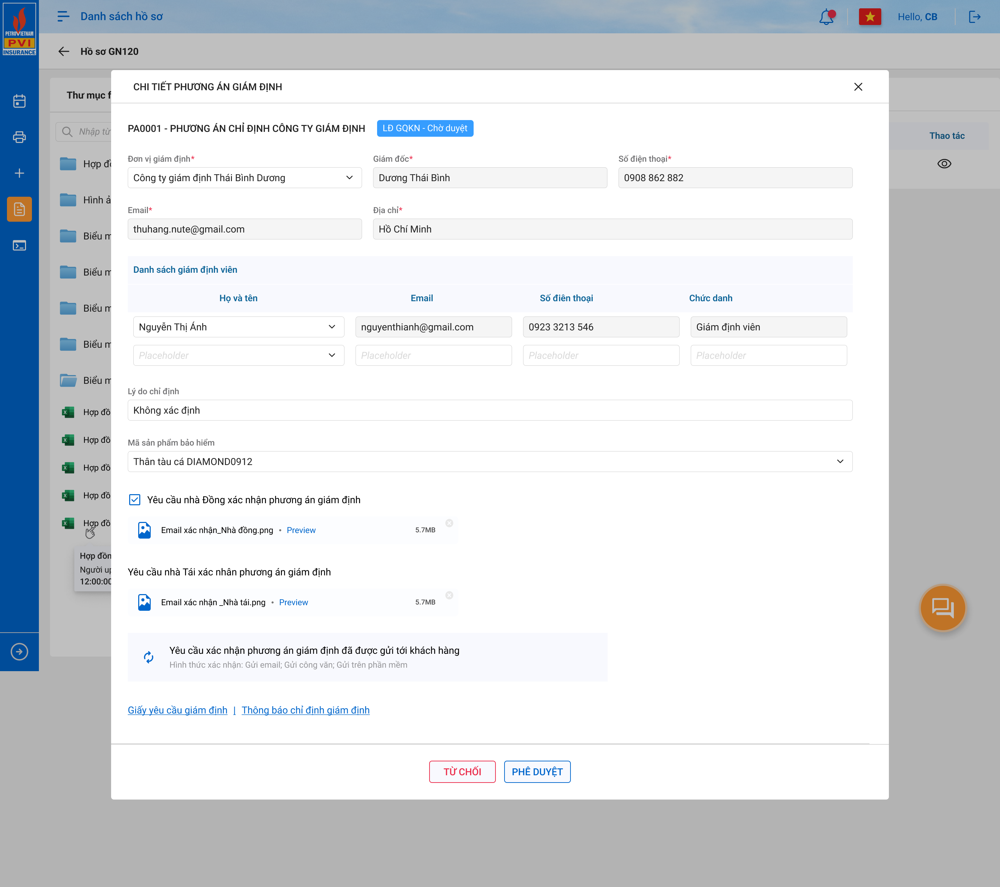 PETROVIETNAM
PVI
INSURANCE
Danh sách hồ sơ
Hello, CB
Hồ sơ GN120
Thư mục f
Nhập từ
Hợp đồ
Hình ả
Biểu m
Biểu m
Biểu m
Biểu m
Biểu m
Hợp đồ
Hợp đồ
Hợp đồ
Hợp đồ
Hợp đồ
Hợp đồn
Người up
12:00:00
Thao tác
CHI TIẾT PHƯƠNG ÁN GIÁM ĐỊNH
PA0001 - PHƯƠNG ÁN CHỈ ĐỊNH CÔNG TY GIÁM ĐỊNH LĐ GQKN - Chờ duyệt
Đơn vị giám định* Giám đốc* Số điện thoại*
Công ty giám định Thái Bình Dương Dương Thái Bình 0908 862 882
Email* Địa chỉ*
thuhang.nute@gmail.com Hồ Chí Minh
Danh sách giám định viên
Họ và tên Email Số điên thoại Chức danh
Nguyễn Thị Ánh nguyenthianh@gmail.com 0923 3213 546 Giám định viên
Placeholder Placeholder Placeholder Placeholder
Lý do chỉ định
Không xác định
Mã sản phẩm bảo hiểm
Thân tàu cá DIAMOND0912
Yêu cầu nhà Đồng xác nhận phương án giám định
Email xác nhận_Nhà đồng.png • Preview 5.7MB
Yêu cầu nhà Tái xác nhân phương án giám định
Email xác nhận _Nhà tái.png • Preview 5.7MB
Yêu cầu xác nhận phương án giám định đã được gửi tới khách hàng
Hình thức xác nhận: Gửi email; Gửi công văn; Gửi trên phần mềm
Giấy yêu cầu giám định | Thông báo chỉ định giám định
TỪ CHỐI PHÊ DUYỆT